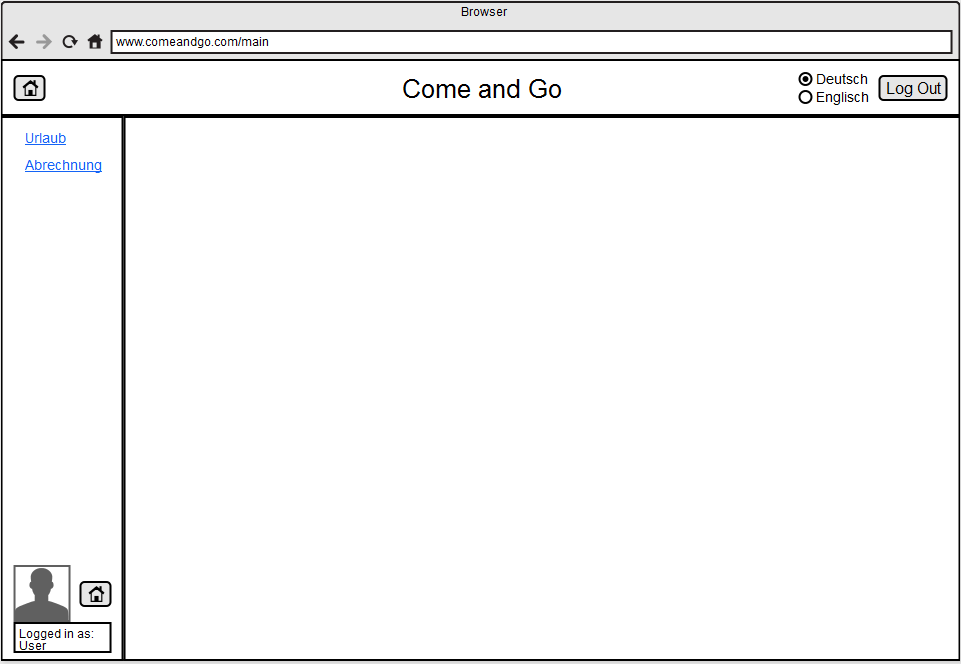 Browser
www.comeandgo.com/main
Come and Go
Deutsch
Englisch
Log Out
Urlaub
Abrechnung
Logged in as:
User